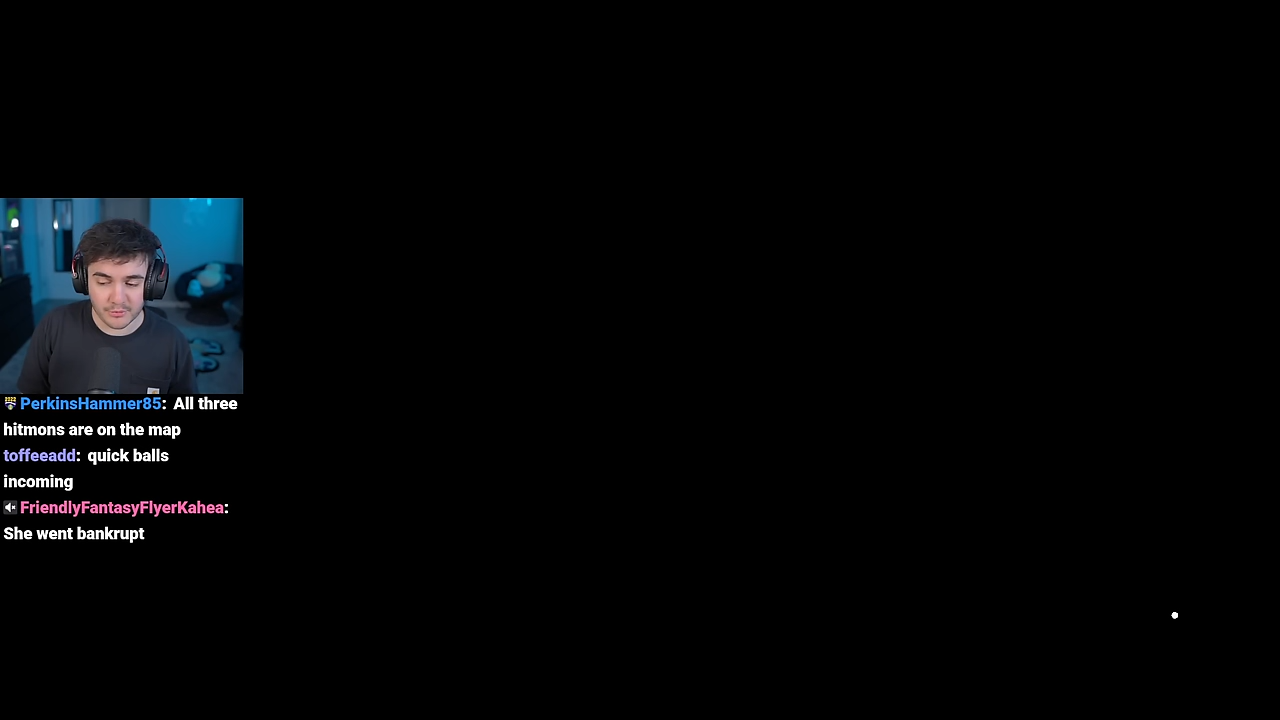 PerkinsHammer85: All three
hitmons are on the map
toffeeadd: quick balls
incoming
FriendlyFantasyFlyerKahea:
She went bankrupt